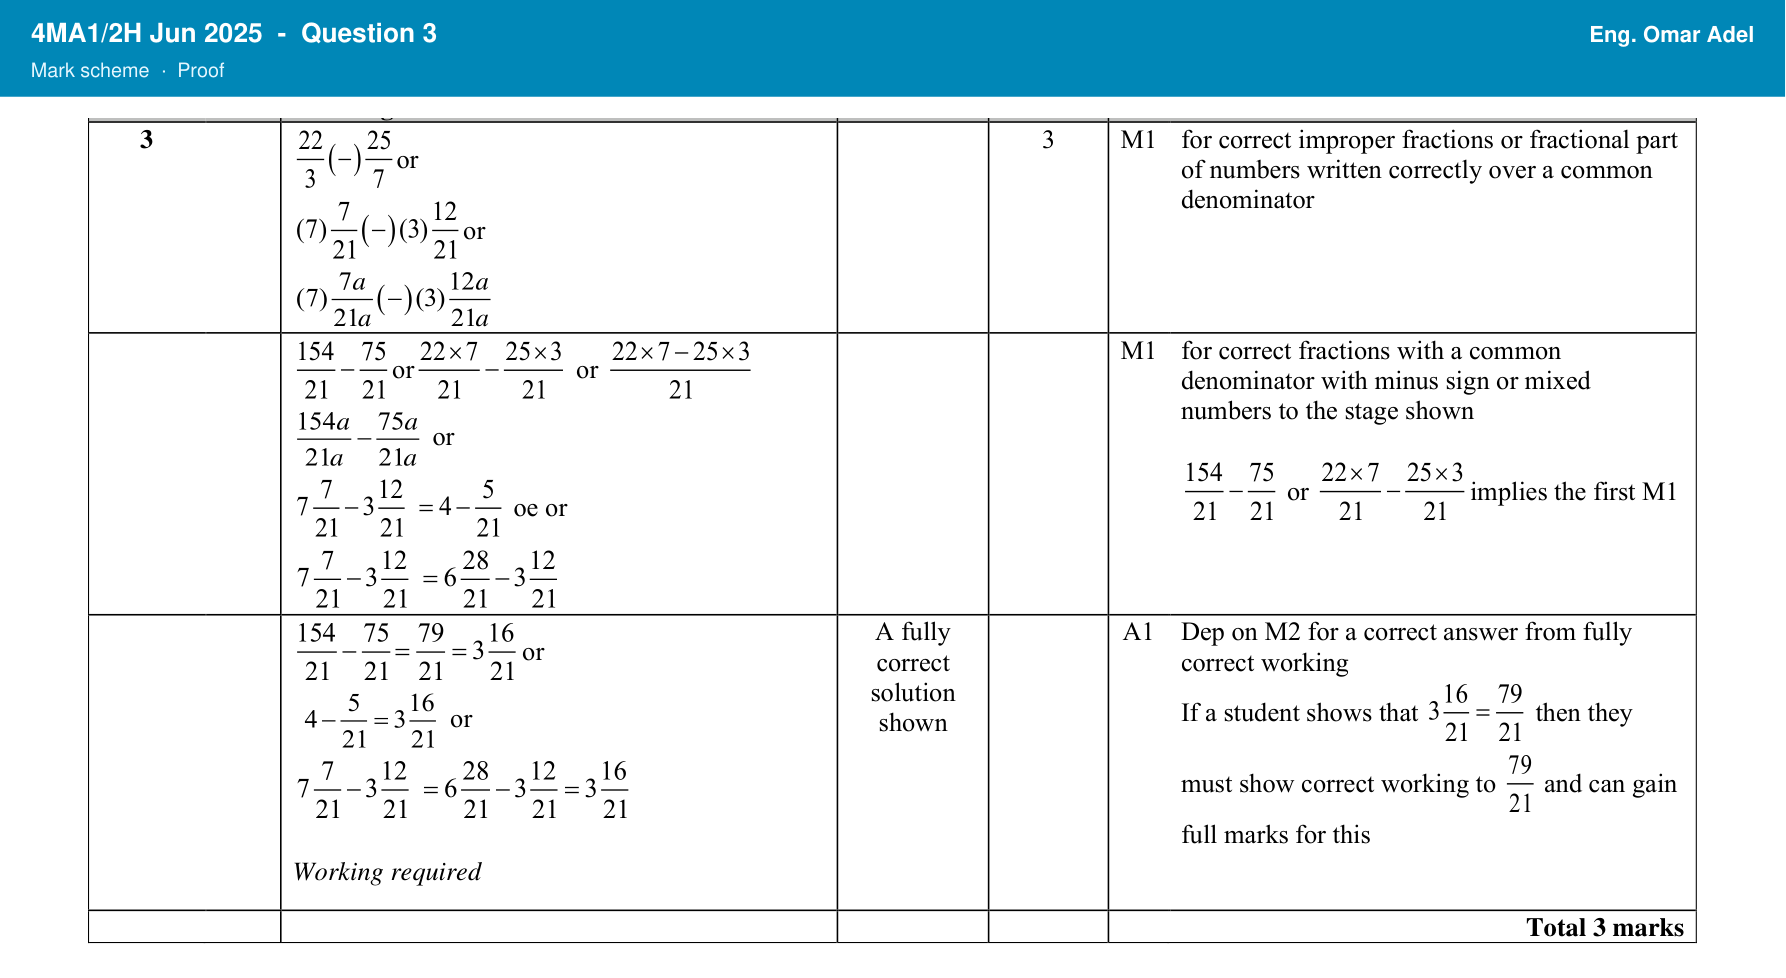 4MA1/2H Jun 2025 - Question 3
Eng. Omar Adel
Mark scheme · Proof
3
22/3 (−) 25/7 or
(7) 7/21 (−) (3) 12/21 or
(7) 7a/21a (−) (3) 12a/21a
3
M1 for correct improper fractions or fractional part
of numbers written correctly over a common
denominator
154/21 − 75/21 or 22×7/21 − 25×3/21 or 22×7−25×3/21
154a/21a − 75a/21a or
7 7/21 − 3 12/21 = 4 − 5/21 oe or
7 7/21 − 3 12/21 = 6 28/21 − 3 12/21
M1 for correct fractions with a common
denominator with minus sign or mixed
numbers to the stage shown
154/21 − 75/21 or 22×7/21 − 25×3/21 implies the first M1
154/21 − 75/21 = 79/21 = 3 16/21 or
4 − 5/21 = 3 16/21 or
7 7/21 − 3 12/21 = 6 28/21 − 3 12/21 = 3 16/21
Working required
A fully
correct
solution
shown
A1 Dep on M2 for a correct answer from fully
correct working
If a student shows that 3 16/21 = 79/21 then they
must show correct working to 79/21 and can gain
full marks for this
Total 3 marks